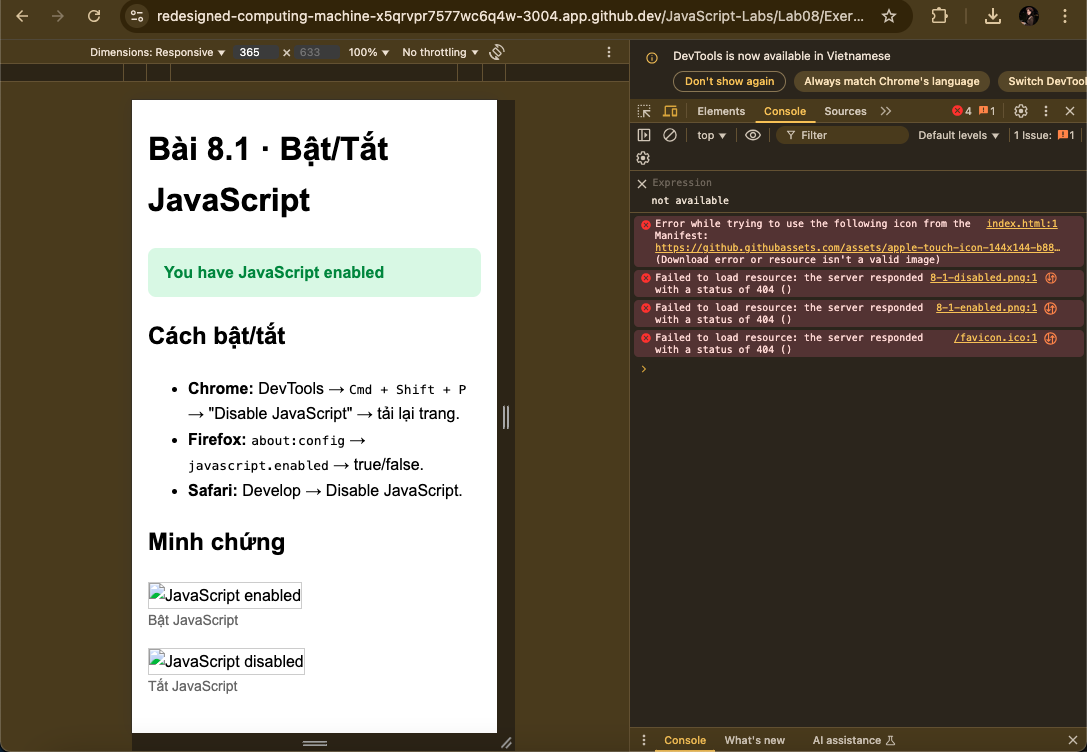 redesigned-computing-machine-x5qrvpr7577wc6q4w-3004.app.github.dev/JavaScript-Labs/Lab08/Exer...
Dimensions: Responsive ▾ 365 × 633 100% ▾ No throttling ▾
DevTools is now available in Vietnamese
Don't show again Always match Chrome's language Switch DevTool
Elements Console Sources 4 1
top ▾ Filter Default levels ▾ 1 Issue: 1
Expression
not available
Error while trying to use the following icon from the index.html:1
Manifest:
https://github.githubassets.com/assets/apple-touch-icon-144x144-b88…
(Download error or resource isn't a valid image)
Failed to load resource: the server responded 8-1-disabled.png:1
with a status of 404 ()
Failed to load resource: the server responded 8-1-enabled.png:1
with a status of 404 ()
Failed to load resource: the server responded /favicon.ico:1
with a status of 404 ()
Bài 8.1 · Bật/Tắt
JavaScript
You have JavaScript enabled
Cách bật/tắt
• Chrome: DevTools → Cmd + Shift + P
→ "Disable JavaScript" → tải lại trang.
• Firefox: about:config →
javascript.enabled → true/false.
• Safari: Develop → Disable JavaScript.
Minh chứng
JavaScript enabled
Bật JavaScript
JavaScript disabled
Tắt JavaScript
Console What's new AI assistance